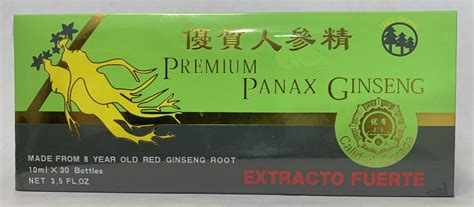 優質人參精
PREMIUM
PANAX GINSENG
MADE FROM 8 YEAR OLD RED GINSENG ROOT
10ml X 30 Bottles
NET 3.5 FL.OZ
EXTRACTO FUERTE